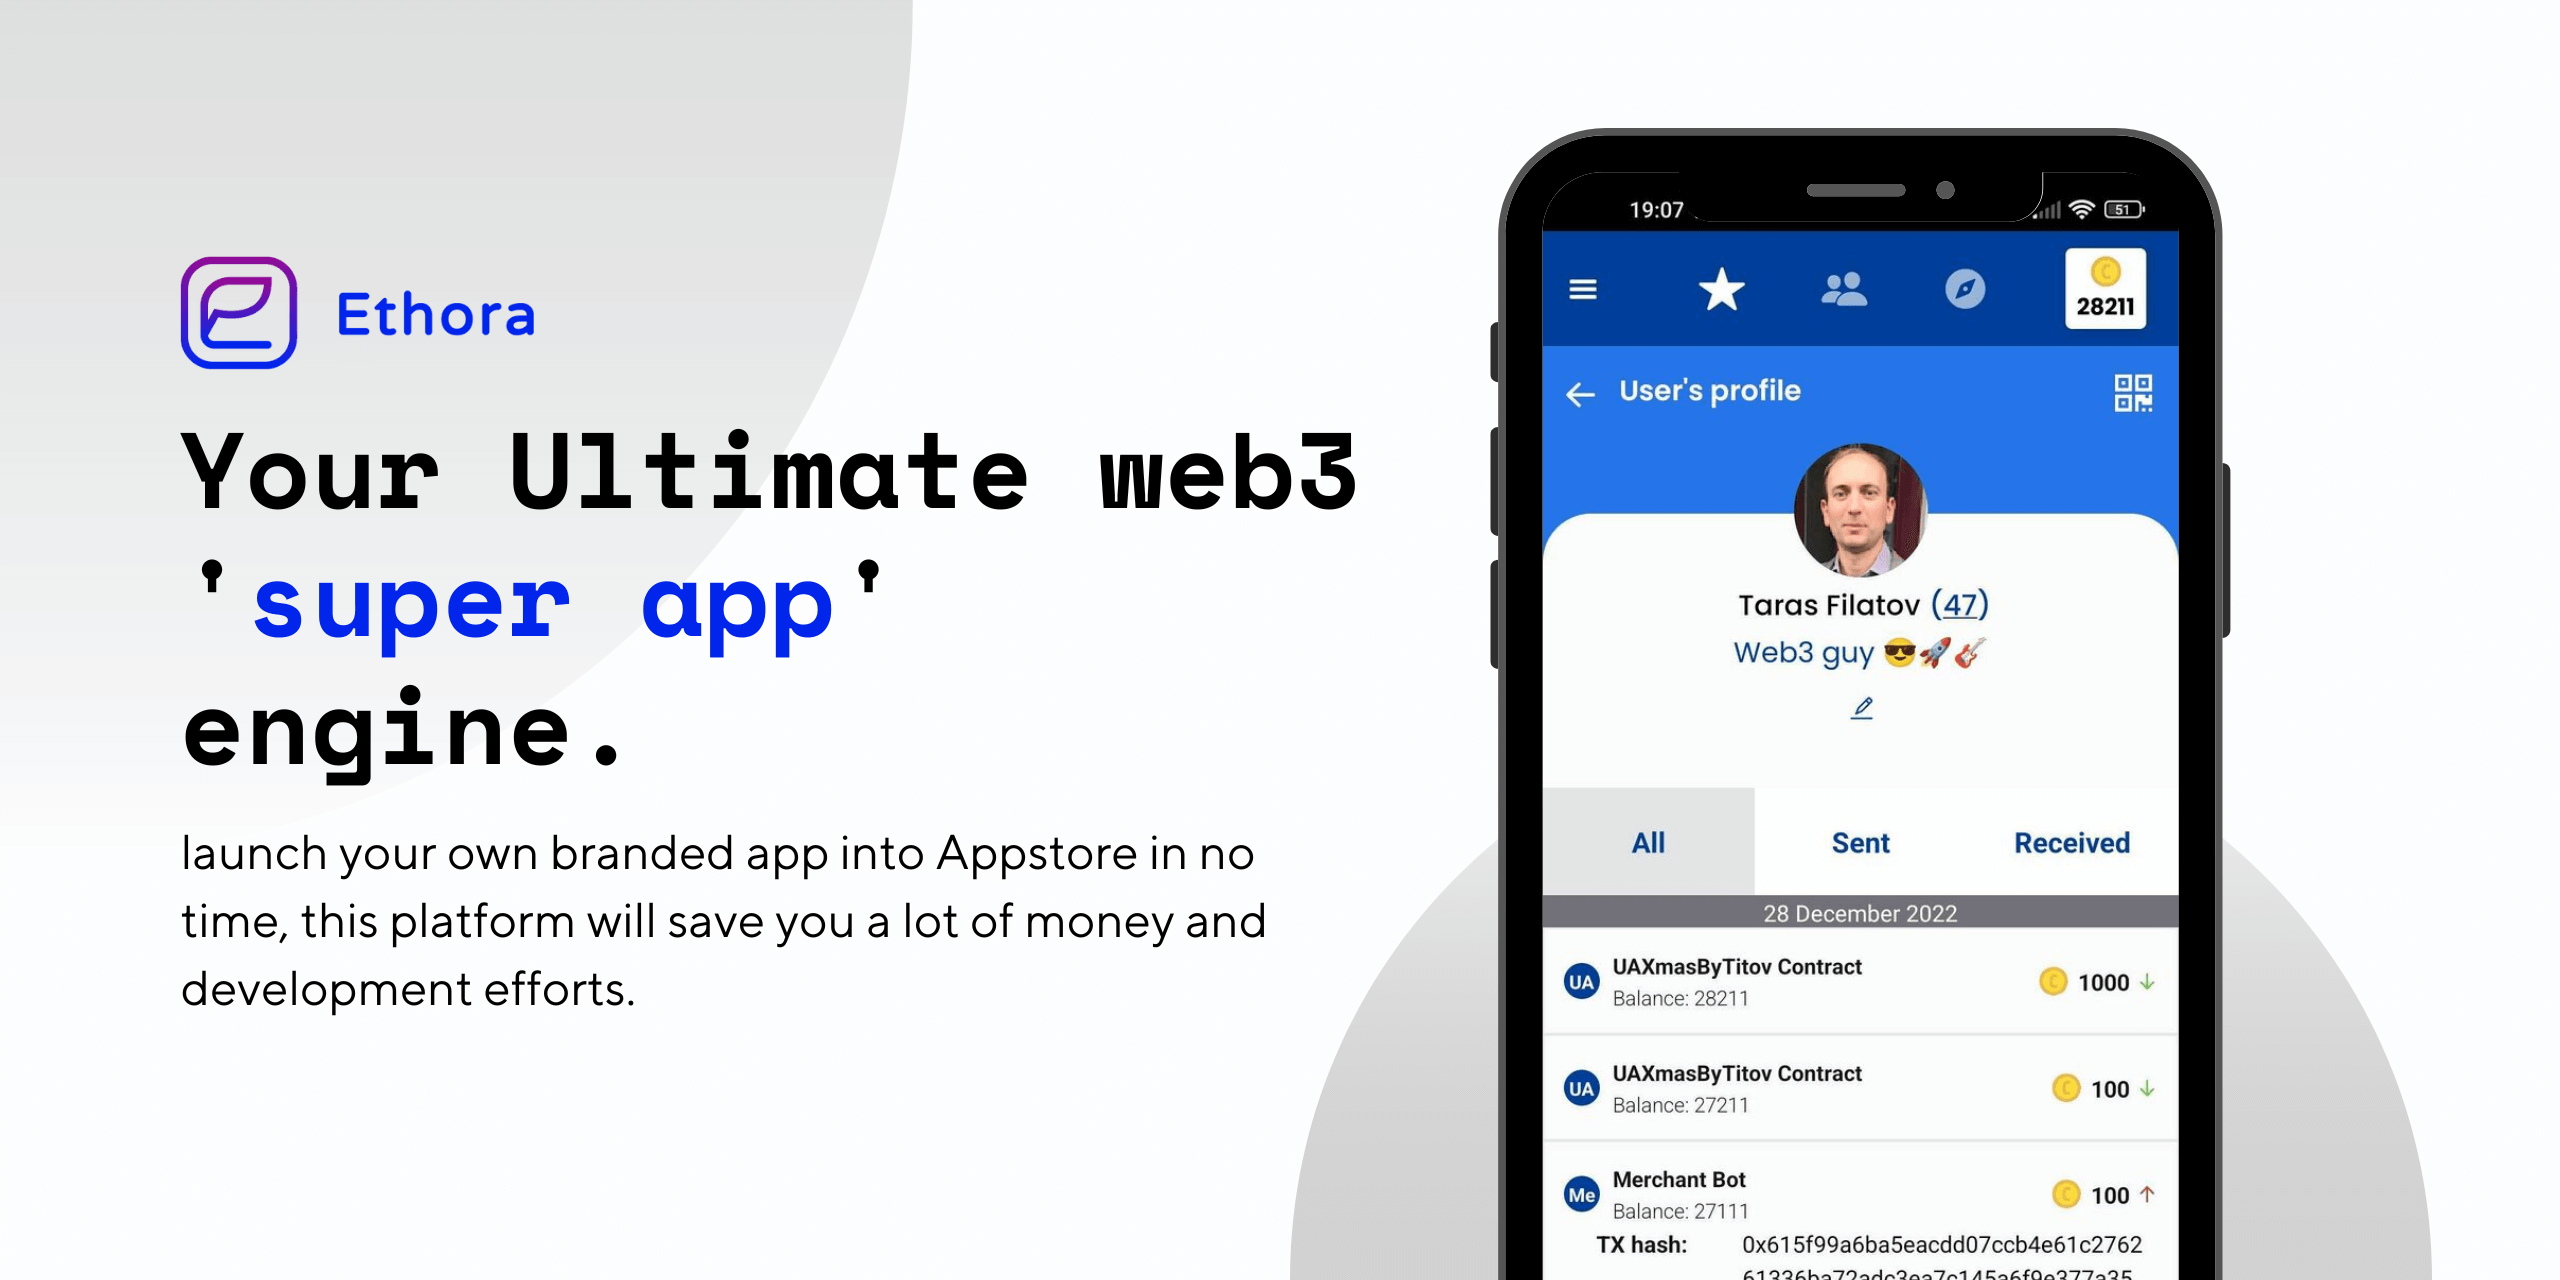 Ethora
Your Ultimate web3
'super app'
engine.
launch your own branded app into Appstore in no
time, this platform will save you a lot of money and
development efforts.
19:07
51
28211
User's profile
Taras Filatov (47)
Web3 guy 😎🚀🎸
All Sent Received
28 December 2022
UA UAXmasByTitov Contract
Balance: 28211
C 1000 ↓
UA UAXmasByTitov Contract
Balance: 27211
C 100 ↓
Me Merchant Bot
Balance: 27111
C 100 ↑
TX hash: 0x615f99a6ba5eacdd07ccb4e61c2762
61336ba72adc3ea7c145a6f9e377a35